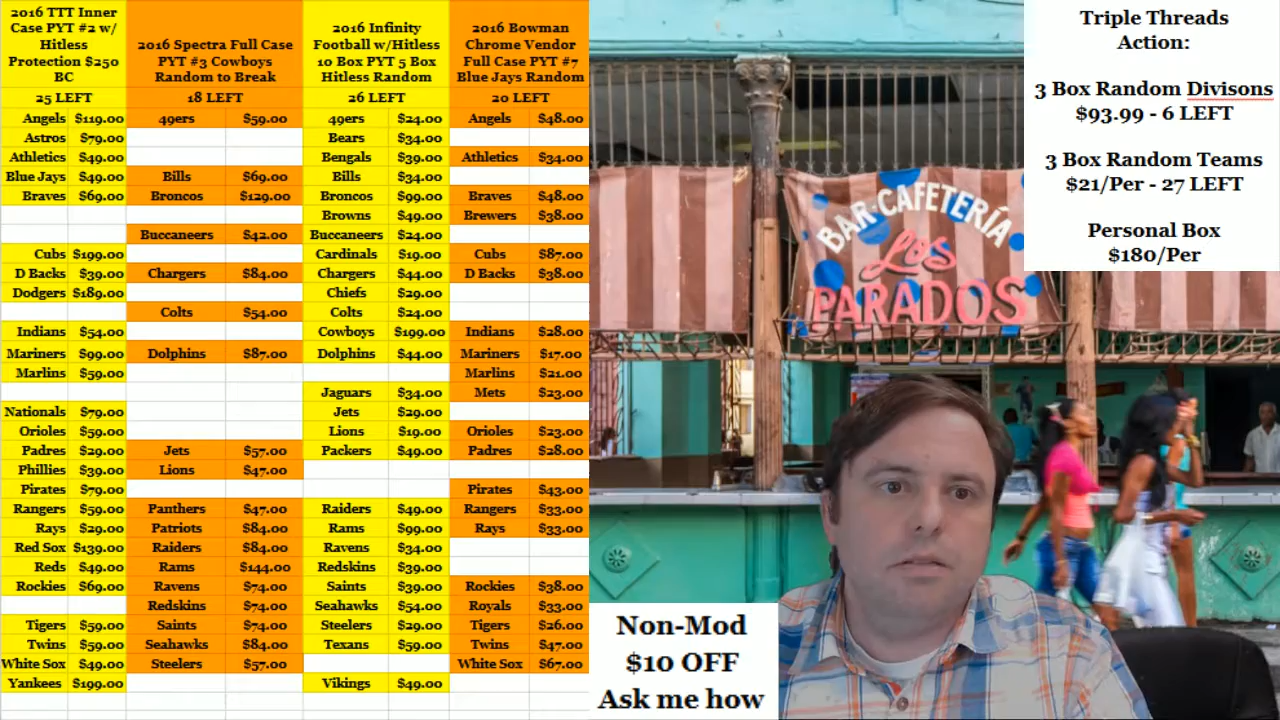 2016 TTT Inner
Case PYT #2 w/
Hitless
Protection $250
BC
25 LEFT
Angels $119.00
Astros $79.00
Athletics $49.00
Blue Jays $49.00
Braves $69.00
Cubs $199.00
D Backs $39.00
Dodgers $189.00
Indians $54.00
Mariners $99.00
Marlins $59.00
Nationals $79.00
Orioles $59.00
Padres $29.00
Phillies $39.00
Pirates $79.00
Rangers $59.00
Rays $29.00
Red Sox $139.00
Reds $49.00
Rockies $69.00
Tigers $59.00
Twins $59.00
White Sox $49.00
Yankees $199.00
2016 Spectra Full Case
PYT #3 Cowboys
Random to Break
18 LEFT
49ers $59.00
Bills $69.00
Broncos $129.00
Buccaneers $42.00
Chargers $84.00
Colts $54.00
Dolphins $87.00
Jets $57.00
Lions $47.00
Panthers $47.00
Patriots $84.00
Raiders $84.00
Rams $144.00
Ravens $74.00
Redskins $74.00
Saints $74.00
Seahawks $84.00
Steelers $57.00
2016 Infinity
Football w/Hitless
10 Box PYT 5 Box
Hitless Random
26 LEFT
49ers $24.00
Bears $34.00
Bengals $39.00
Bills $34.00
Broncos $99.00
Browns $49.00
Buccaneers $24.00
Cardinals $19.00
Chargers $44.00
Chiefs $29.00
Colts $24.00
Cowboys $199.00
Dolphins $44.00
Jaguars $34.00
Jets $29.00
Lions $19.00
Packers $49.00
Raiders $49.00
Rams $99.00
Ravens $34.00
Redskins $39.00
Saints $39.00
Seahawks $54.00
Steelers $29.00
Texans $59.00
Vikings $49.00
2016 Bowman
Chrome Vendor
Full Case PYT #7
Blue Jays Random
20 LEFT
Angels $48.00
Athletics $34.00
Braves $48.00
Brewers $38.00
Cubs $87.00
D Backs $38.00
Indians $28.00
Mariners $17.00
Marlins $21.00
Mets $23.00
Orioles $23.00
Padres $28.00
Pirates $43.00
Rangers $33.00
Rays $33.00
Rockies $38.00
Royals $33.00
Tigers $26.00
Twins $47.00
White Sox $67.00
BAR-CAFETERÍA
Los
PARADOS
Triple Threads
Action:
3 Box Random Divisons
$93.99 - 6 LEFT
3 Box Random Teams
$21/Per - 27 LEFT
Personal Box
$180/Per
Non-Mod
$10 OFF
Ask me how